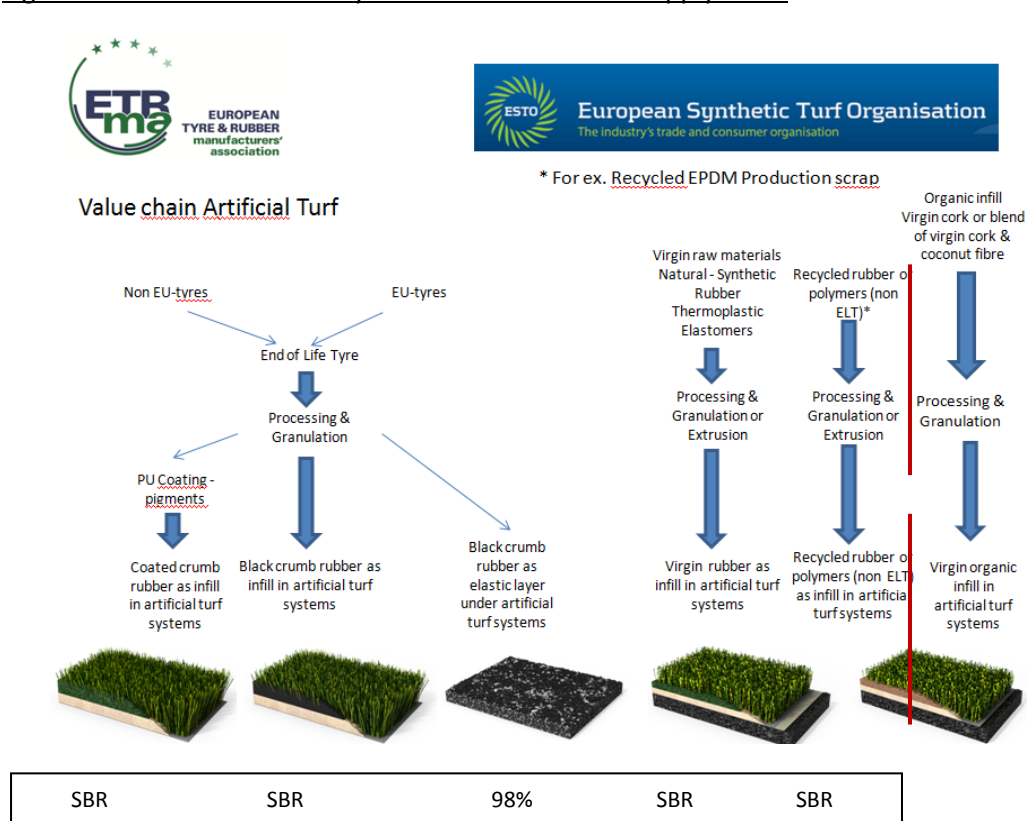 ETRma
EUROPEAN
TYRE & RUBBER
manufacturers'
association
ESTO
European Synthetic Turf Organisation
The industry's trade and consumer organisation
* For ex. Recycled EPDM Production scrap
Value chain Artificial Turf
Non EU-tyres
EU-tyres
End of Life Tyre
Processing &
Granulation
PU Coating -
pigments
Coated crumb
rubber as infill
in artificial turf
systems
Black crumb rubber as
infill in artificial turf
systems
Black crumb
rubber as
elastic layer
under artificial
turf systems
Virgin raw materials
Natural - Synthetic
Rubber
Thermoplastic
Elastomers
Processing &
Granulation or
Extrusion
Virgin rubber as
infill in artificial turf
systems
Recycled rubber or
polymers (non
ELT)*
Processing &
Granulation or
Extrusion
Recycled rubber or
polymers (non ELT)
as infill in artificial
turf systems
Organic infill
Virgin cork or blend
of virgin cork &
coconut fibre
Processing &
Granulation
Virgin organic
infill in
artificial turf
systems
SBR SBR 98% SBR SBR